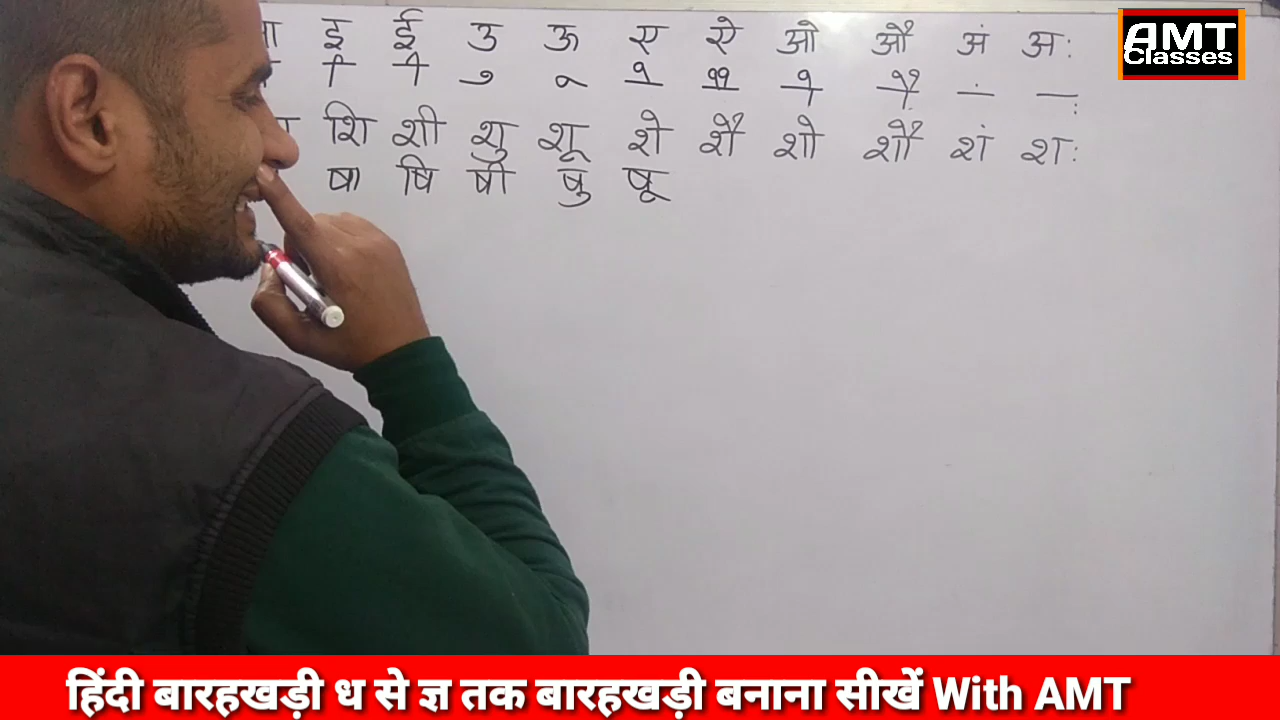 AMT
Classes
इ ई उ ऊ ए ऐ ओ औ अं अः
ि ी ु ू े ै ो ौ ं ः
शि शी शु शू शे शै शो शौ शं शः
षा षि षी षु षू
हिंदी बारहखड़ी ध से ज्ञ तक बारहखड़ी बनाना सीखें With AMT